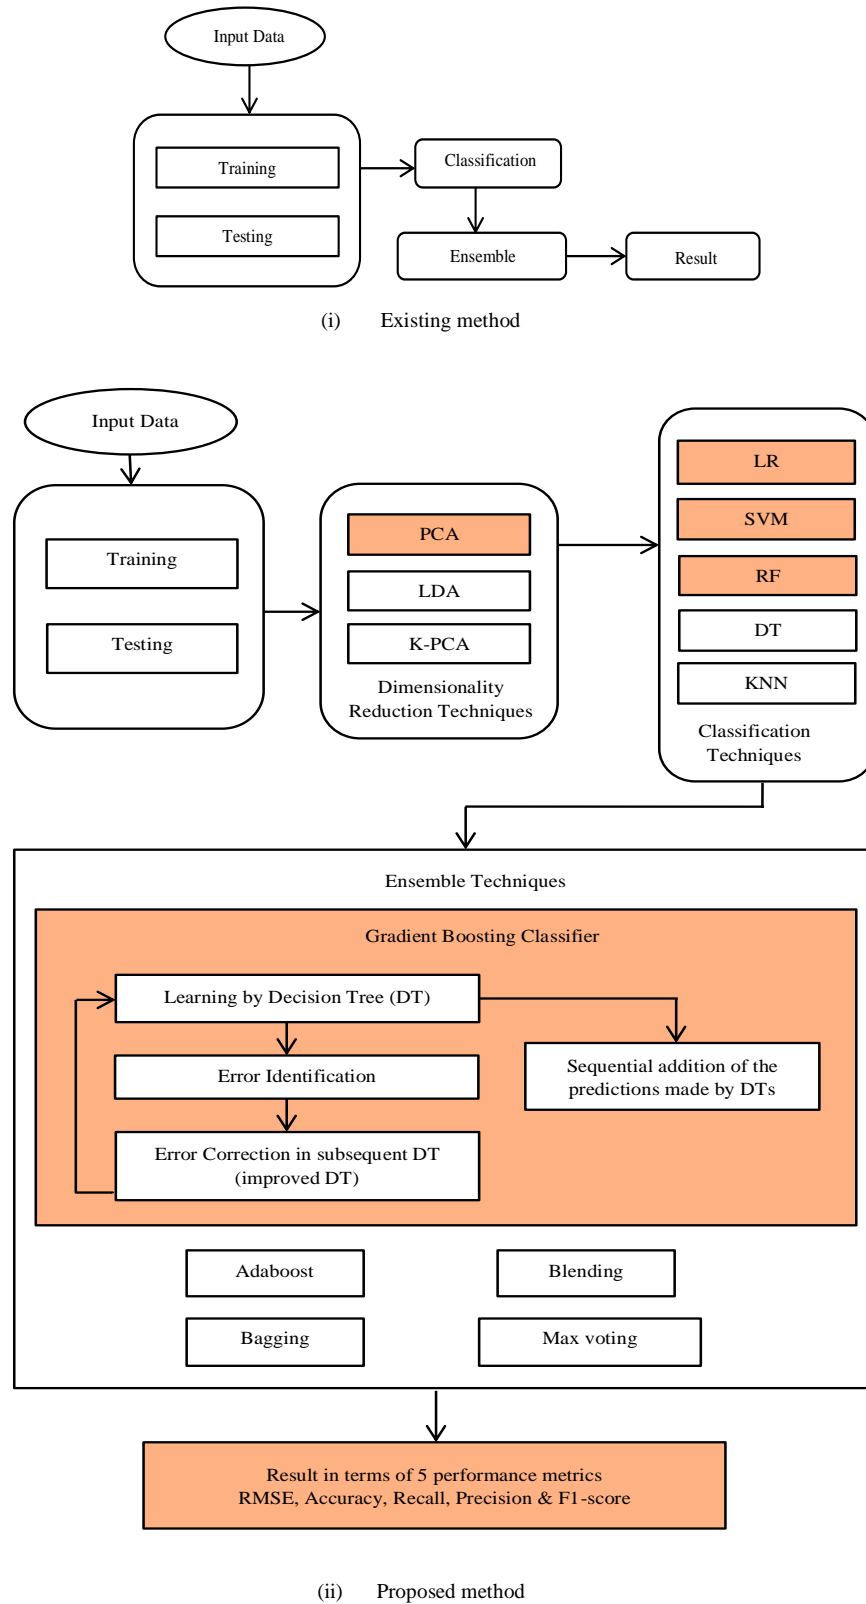 Input Data
Training
Testing
Classification
Ensemble
Result
(i) Existing method
Input Data
Training
Testing
PCA
LDA
K-PCA
Dimensionality
Reduction Techniques
LR
SVM
RF
DT
KNN
Classification
Techniques
Ensemble Techniques
Gradient Boosting Classifier
Learning by Decision Tree (DT)
Error Identification
Error Correction in subsequent DT
(improved DT)
Sequential addition of the
predictions made by DTs
Adaboost
Blending
Bagging
Max voting
Result in terms of 5 performance metrics
RMSE, Accuracy, Recall, Precision & F1-score
(ii) Proposed method